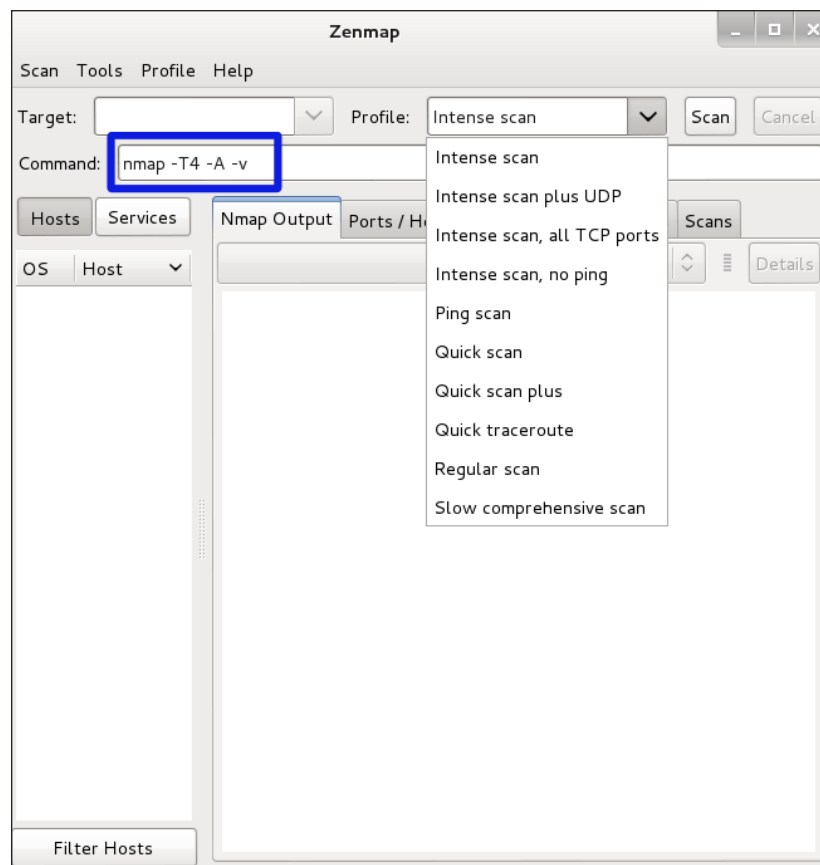 Zenmap
Scan Tools Profile Help
Target: Profile: Intense scan Scan Cancel
Command: nmap -T4 -A -v
Hosts Services Nmap Output Ports / H Scans
OS Host Details
Intense scan
Intense scan plus UDP
Intense scan, all TCP ports
Intense scan, no ping
Ping scan
Quick scan
Quick scan plus
Quick traceroute
Regular scan
Slow comprehensive scan
Filter Hosts